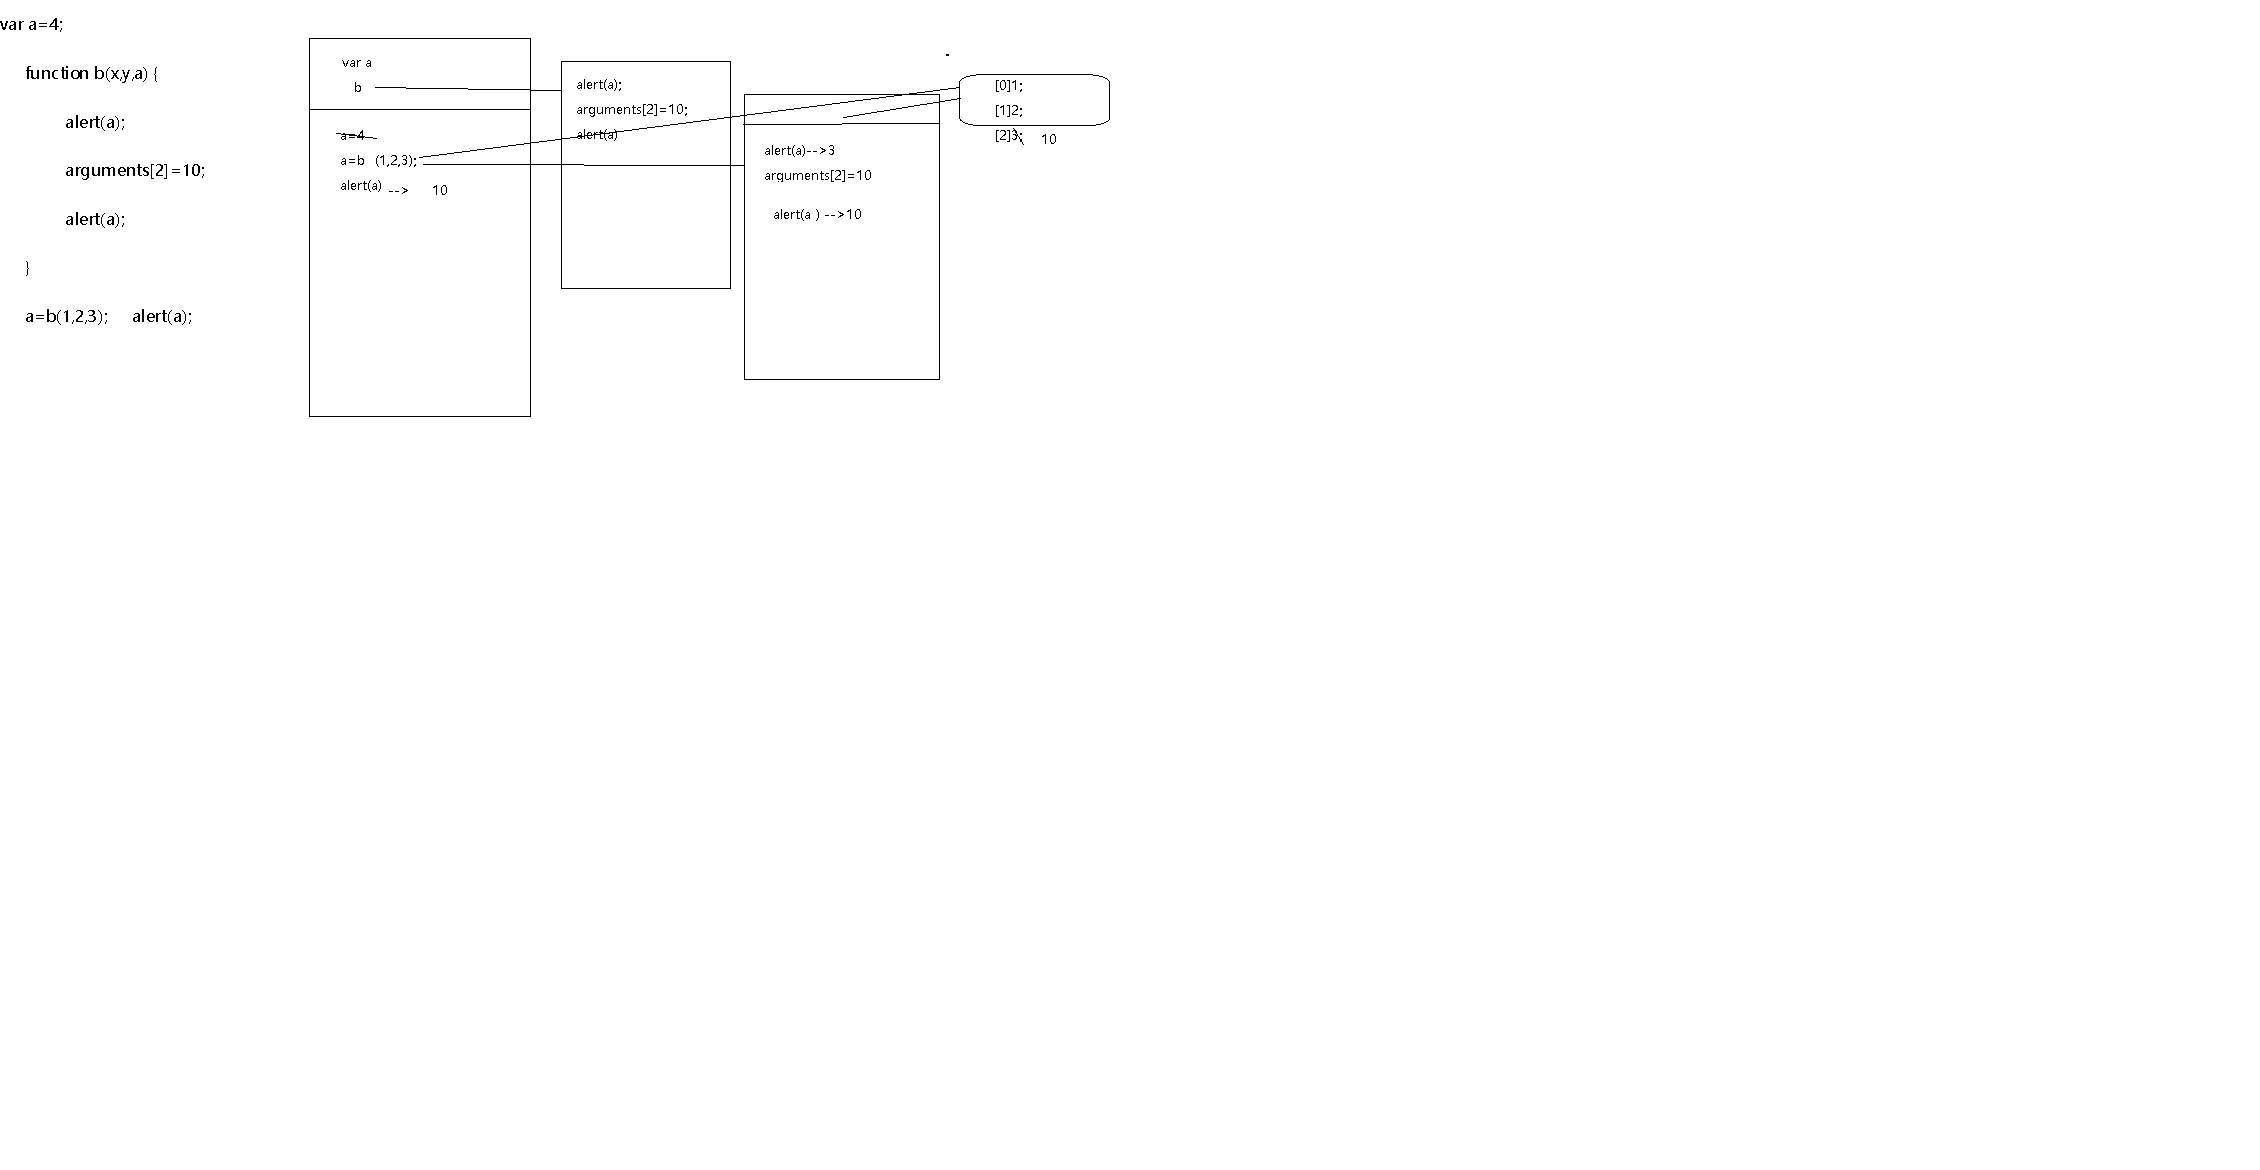 var a=4;
function b(x,y,a) {
alert(a);
arguments[2]=10;
alert(a);
}
a=b(1,2,3);     alert(a);
var a
b
a=4
a=b   (1,2,3);
alert(a) -->     10
alert(a);
arguments[2]=10;
alert(a)
alert(a)-->3
arguments[2]=10
alert(a ) -->10
[0]1;
[1]2;
[2]3;   10